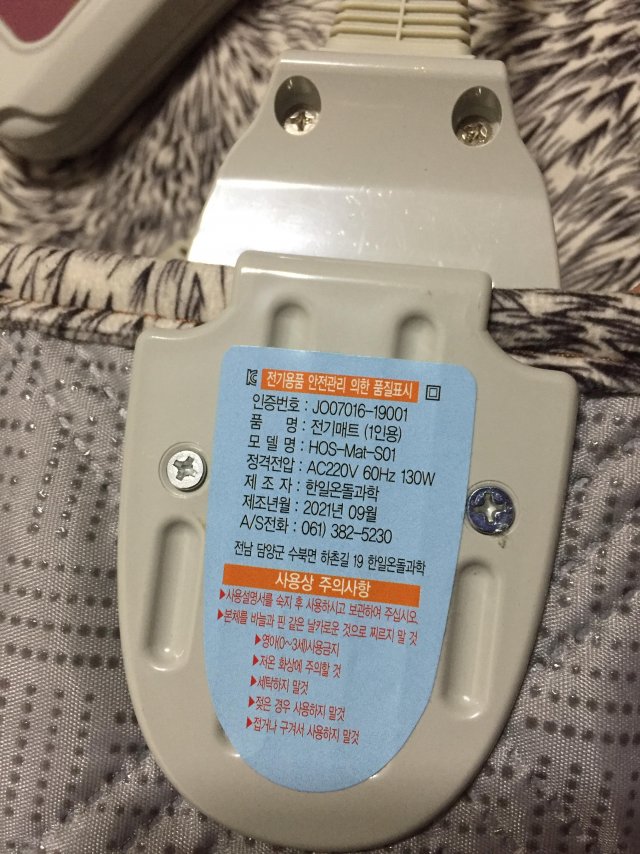 전기용품 안전관리 의한 품질표시
인증번호 : JO07016-19001
품 명 : 전기매트 (1인용)
모 델 명 : HOS-Mat-S01
정격전압 : AC220V 60Hz 130W
제 조 자 : 한일온돌과학
제조년월 : 2021년 09월
A/S전화 : 061) 382-5230
전남 담양군 수북면 하촌길 19 한일온돌과학
사용상 주의사항
▶사용설명서를 숙지 후 사용하시고 보관하여 주십시오.
▶본체를 바늘과 핀 같은 날카로운 것으로 찌르지 말 것
▶영아(0~3세)사용금지
▶저온 화상에 주의할 것
▶세탁하지 말것
▶젖은 경우 사용하지 말것
▶접거나 구겨서 사용하지 말것